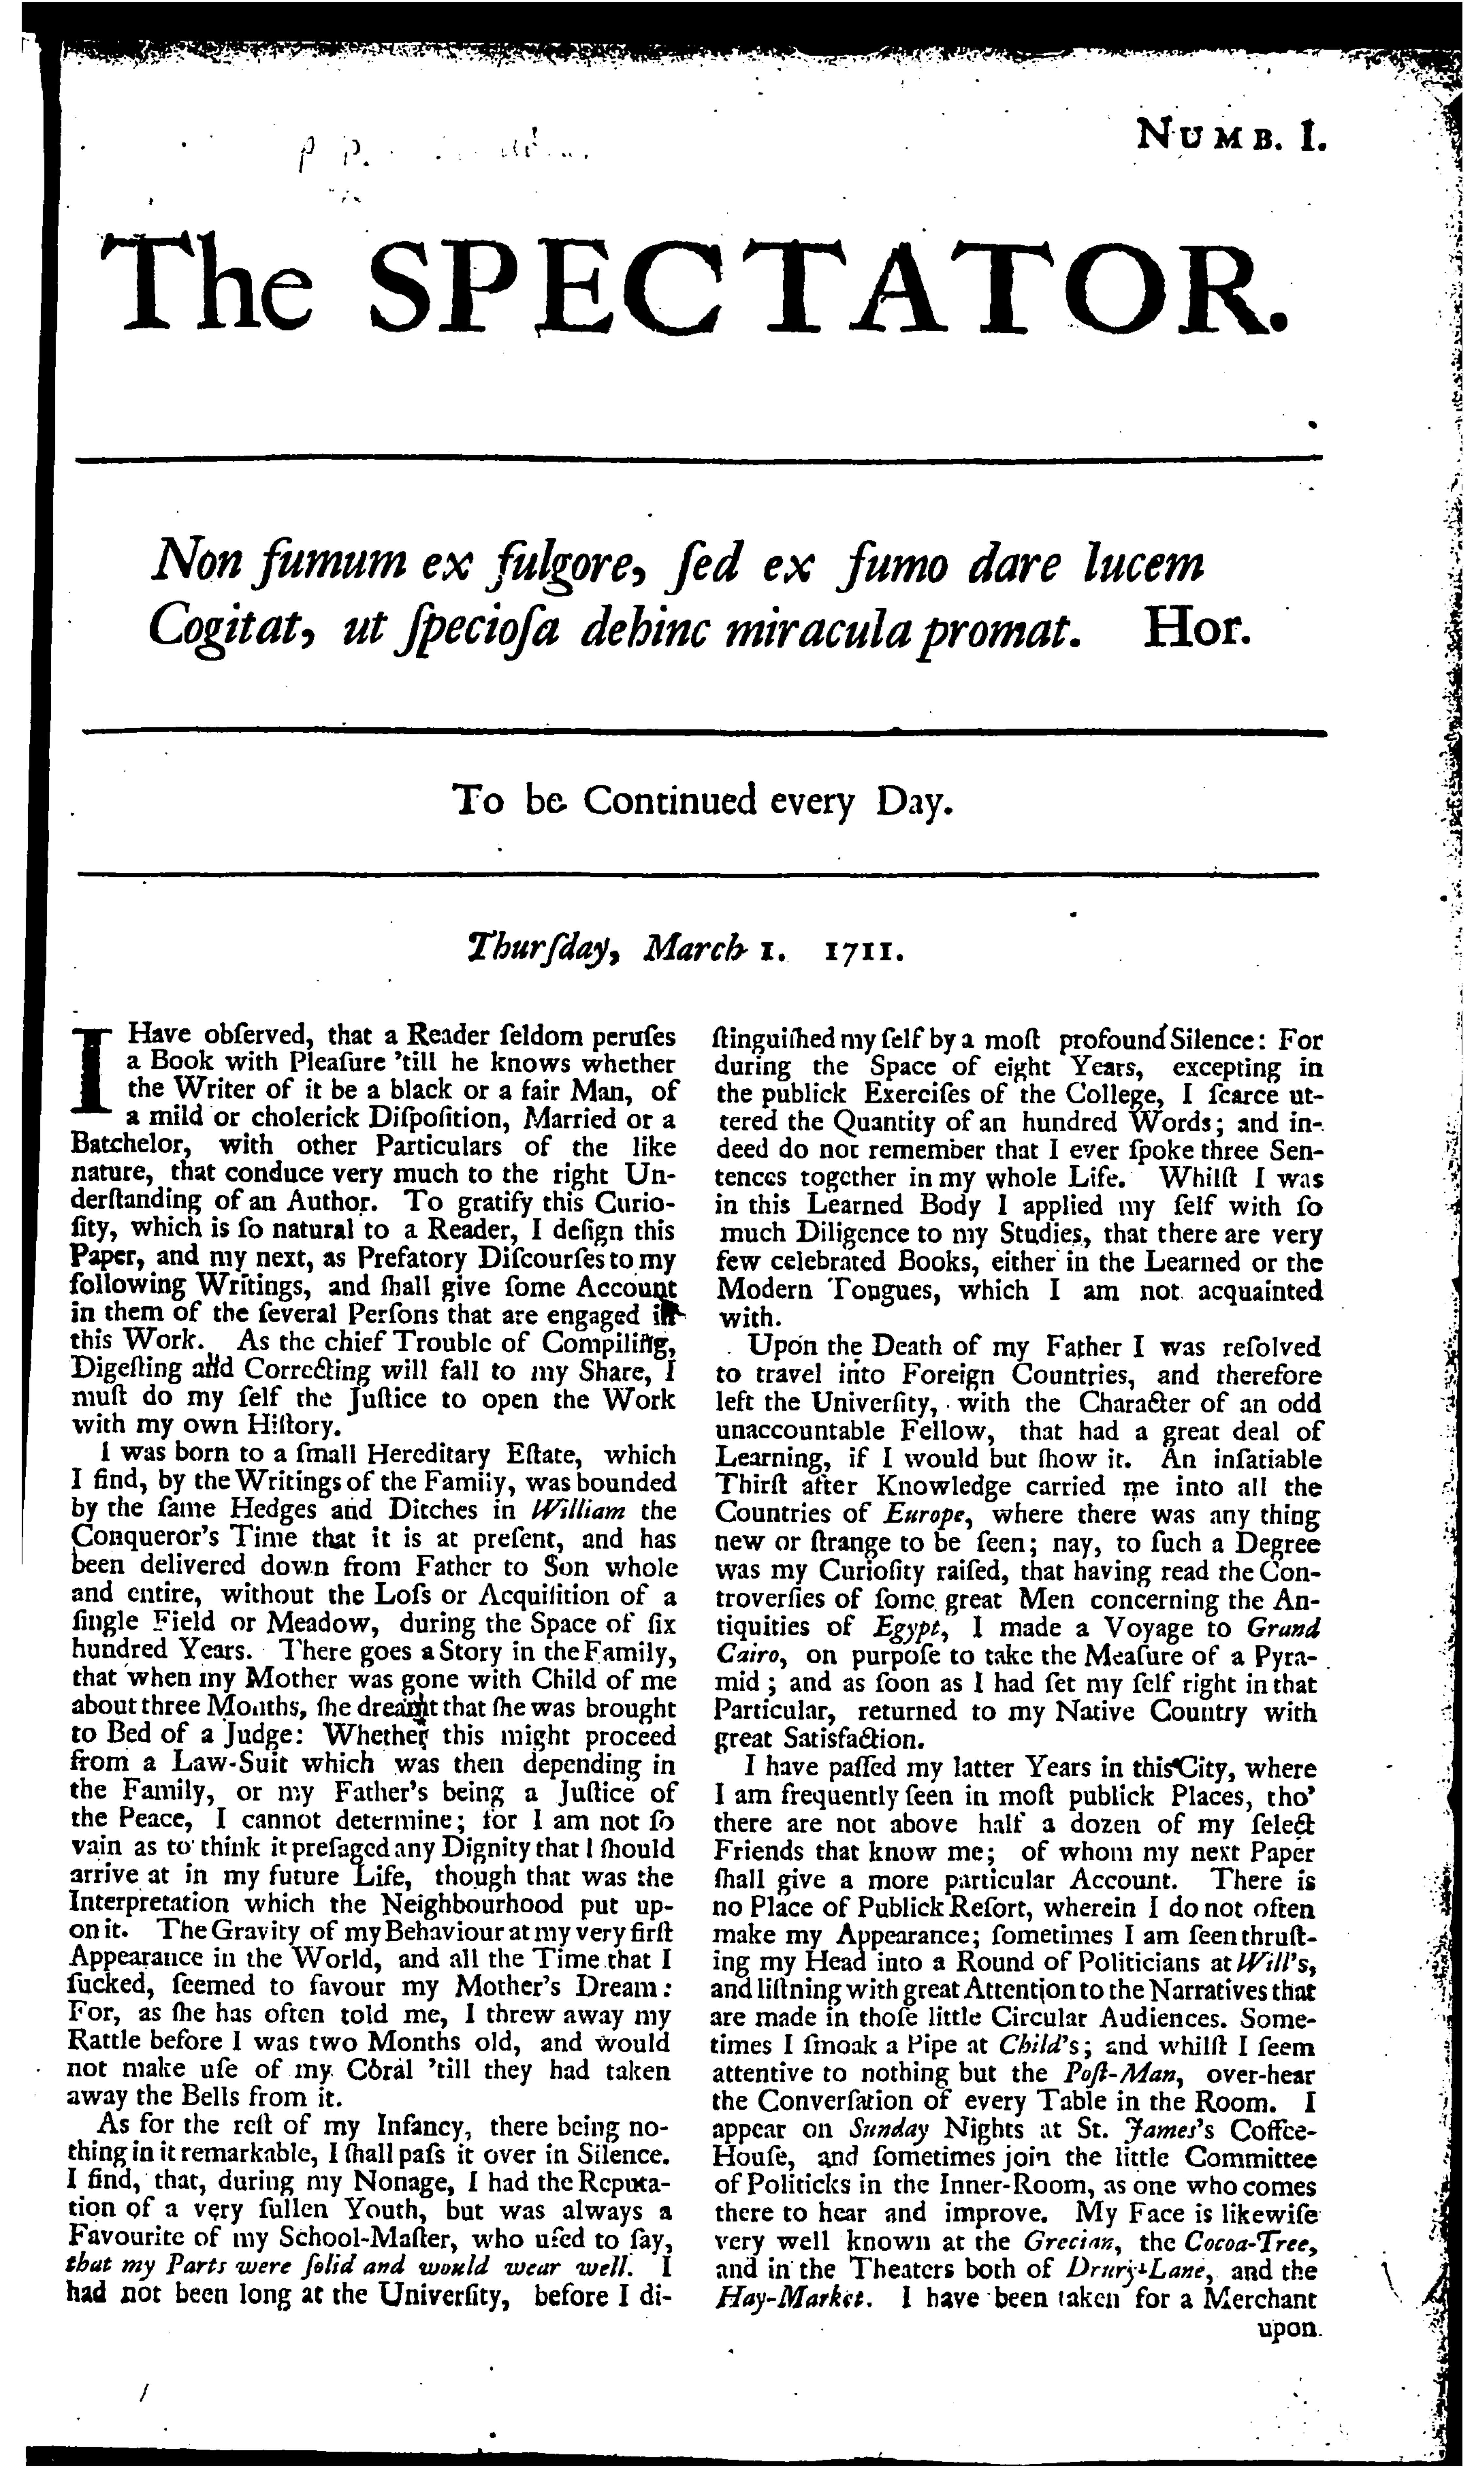 NUMB. I.
The SPECTATOR.
Non fumum ex fulgore, ſed ex fumo dare lucem
Cogitat, ut ſpecioſa dehinc miracula promat. Hor.
To be Continued every Day.
Thurſday, March 1. 1711.
I Have obſerved, that a Reader ſeldom peruſes
a Book with Pleaſure 'till he knows whether
the Writer of it be a black or a fair Man, of
a mild or cholerick Diſpoſition, Married or a
Batchelor, with other Particulars of the like
nature, that conduce very much to the right Un-
derſtanding of an Author. To gratify this Curio-
ſity, which is ſo natural to a Reader, I deſign this
Paper, and my next, as Prefatory Diſcourſes to my
following Writings, and ſhall give ſome Account
in them of the ſeveral Perſons that are engaged in
this Work. As the chief Trouble of Compiling,
Digeſting and Correcting will fall to my Share, I
muſt do my ſelf the Juſtice to open the Work
with my own Hiſtory.
I was born to a ſmall Hereditary Eſtate, which
I find, by the Writings of the Family, was bounded
by the ſame Hedges and Ditches in William the
Conqueror's Time that it is at preſent, and has
been delivered down from Father to Son whole
and entire, without the Loſs or Acquiſition of a
ſingle Field or Meadow, during the Space of ſix
hundred Years. There goes a Story in the Family,
that when my Mother was gone with Child of me
about three Months, ſhe dreamt that ſhe was brought
to Bed of a Judge: Whether this might proceed
from a Law-Suit which was then depending in
the Family, or my Father's being a Juſtice of
the Peace, I cannot determine; for I am not ſo
vain as to think it preſaged any Dignity that I ſhould
arrive at in my future Life, though that was the
Interpretation which the Neighbourhood put up-
on it. The Gravity of my Behaviour at my very firſt
Appearance in the World, and all the Time that I
ſucked, ſeemed to favour my Mother's Dream:
For, as ſhe has often told me, I threw away my
Rattle before I was two Months old, and would
not make uſe of my Coral 'till they had taken
away the Bells from it.
As for the reſt of my Infancy, there being no-
thing in it remarkable, I ſhall paſs it over in Silence.
I find, that, during my Nonage, I had the Reputa-
tion of a very ſullen Youth, but was always a
Favourite of my School-Maſter, who uſed to ſay,
that my Parts were ſolid and would wear well. I
had not been long at the Univerſity, before I di-
ſtinguiſhed my ſelf by a moſt profound Silence: For
during the Space of eight Years, excepting in
the publick Exerciſes of the College, I ſcarce ut-
tered the Quantity of an hundred Words; and in-
deed do not remember that I ever ſpoke three Sen-
tences together in my whole Life. Whilſt I was
in this Learned Body I applied my ſelf with ſo
much Diligence to my Studies, that there are very
few celebrated Books, either in the Learned or the
Modern Tongues, which I am not acquainted
with.
Upon the Death of my Father I was reſolved
to travel into Foreign Countries, and therefore
left the Univerſity, with the Character of an odd
unaccountable Fellow, that had a great deal of
Learning, if I would but ſhow it. An inſatiable
Thirſt after Knowledge carried me into all the
Countries of Europe, where there was any thing
new or ſtrange to be ſeen; nay, to ſuch a Degree
was my Curioſity raiſed, that having read the Con-
troverſies of ſome great Men concerning the An-
tiquities of Egypt, I made a Voyage to Grand
Cairo, on purpoſe to take the Meaſure of a Pyra-
mid; and as ſoon as I had ſet my ſelf right in that
Particular, returned to my Native Country with
great Satisfaction.
I have paſſed my latter Years in this City, where
I am frequently ſeen in moſt publick Places, tho'
there are not above half a dozen of my ſelect
Friends that know me; of whom my next Paper
ſhall give a more particular Account. There is
no Place of Publick Reſort, wherein I do not often
make my Appearance; ſometimes I am ſeen thruſt-
ing my Head into a Round of Politicians at Will's,
and liſtning with great Attention to the Narratives that
are made in thoſe little Circular Audiences. Some-
times I ſmoak a Pipe at Child's; and whilſt I ſeem
attentive to nothing but the Poſt-Man, over-hear
the Converſation of every Table in the Room. I
appear on Sunday Nights at St. James's Coffee-
Houſe, and ſometimes join the little Committee
of Politicks in the Inner-Room, as one who comes
there to hear and improve. My Face is likewiſe
very well known at the Grecian, the Cocoa-Tree,
and in the Theaters both of Drury-Lane, and the
Hay-Market. I have been taken for a Merchant
upon